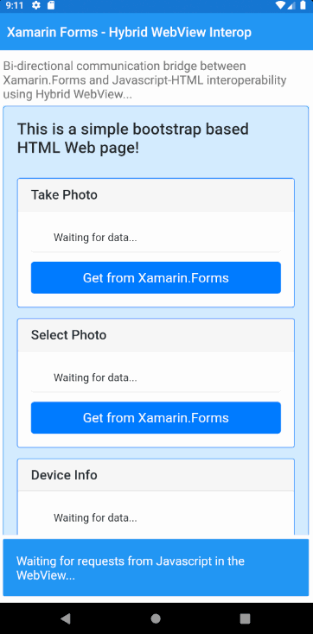 9:11
Xamarin Forms - Hybrid WebView Interop
Bi-directional communication bridge between
Xamarin.Forms and Javascript-HTML interoperability
using Hybrid WebView...
This is a simple bootstrap based
HTML Web page!
Take Photo
Waiting for data...
Get from Xamarin.Forms
Select Photo
Waiting for data...
Get from Xamarin.Forms
Device Info
Waiting for data...
Waiting for requests from Javascript in the
WebView...